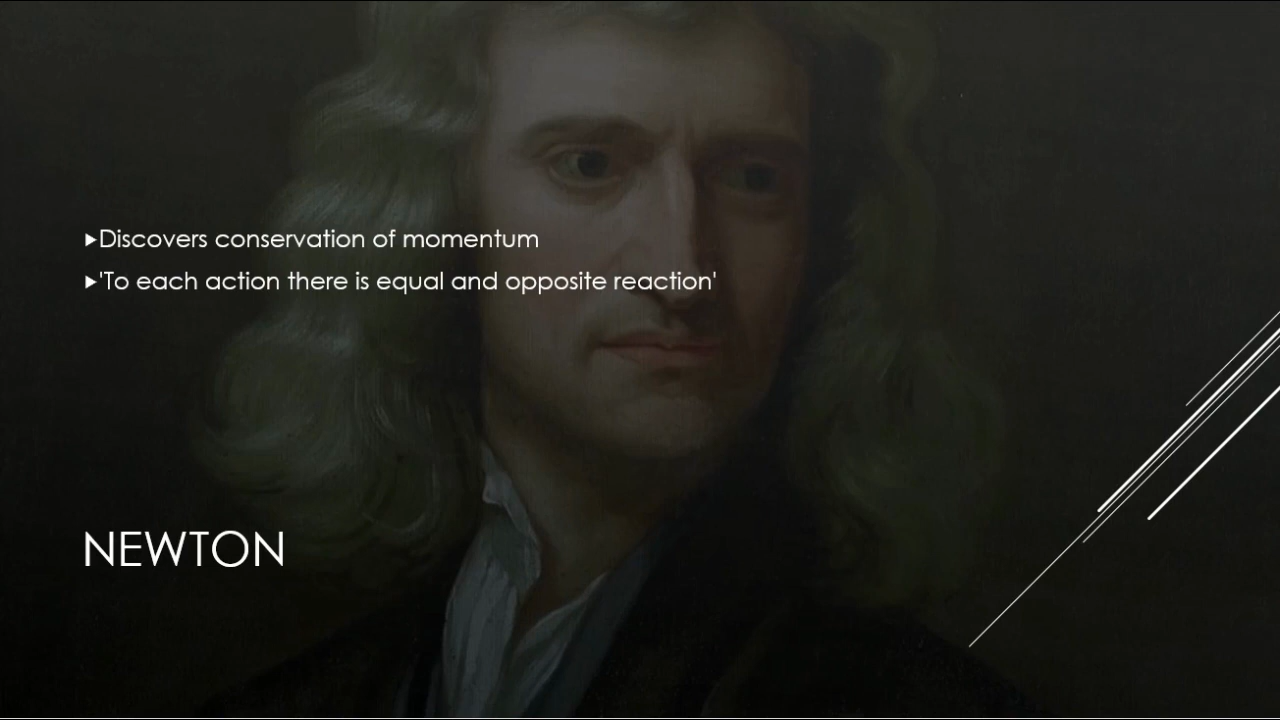 Discovers conservation of momentum
'To each action there is equal and opposite reaction'
NEWTON